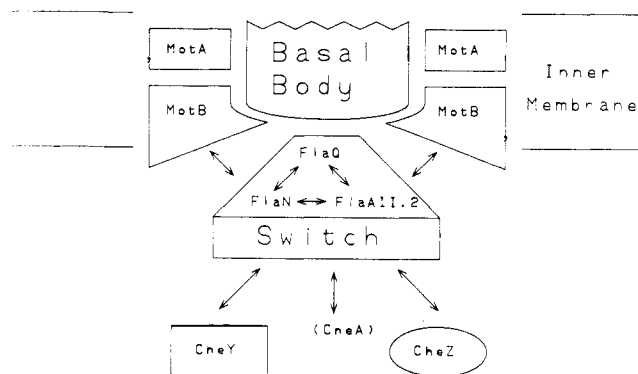 MotA
Basal
Body
MotA
Inner
Membrane
MotB
MotB
FlaQ
FlaN
FlaAII.2
Switch
CheY
(CheA)
CheZ